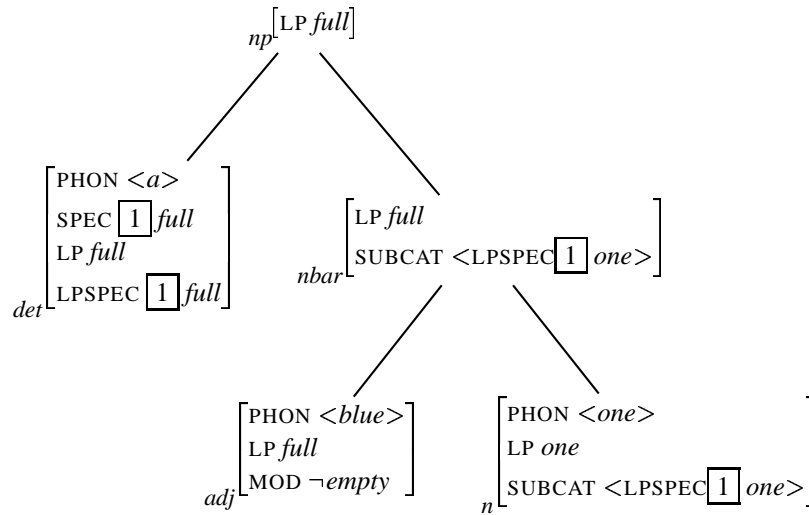 np[LP full]
det[PHON <a>
SPEC 1 full
LP full
LPSPEC 1 full]
nbar[LP full
SUBCAT <LPSPEC 1 one>]
adj[PHON <blue>
LP full
MOD ¬empty]
n[PHON <one>
LP one
SUBCAT <LPSPEC 1 one>]